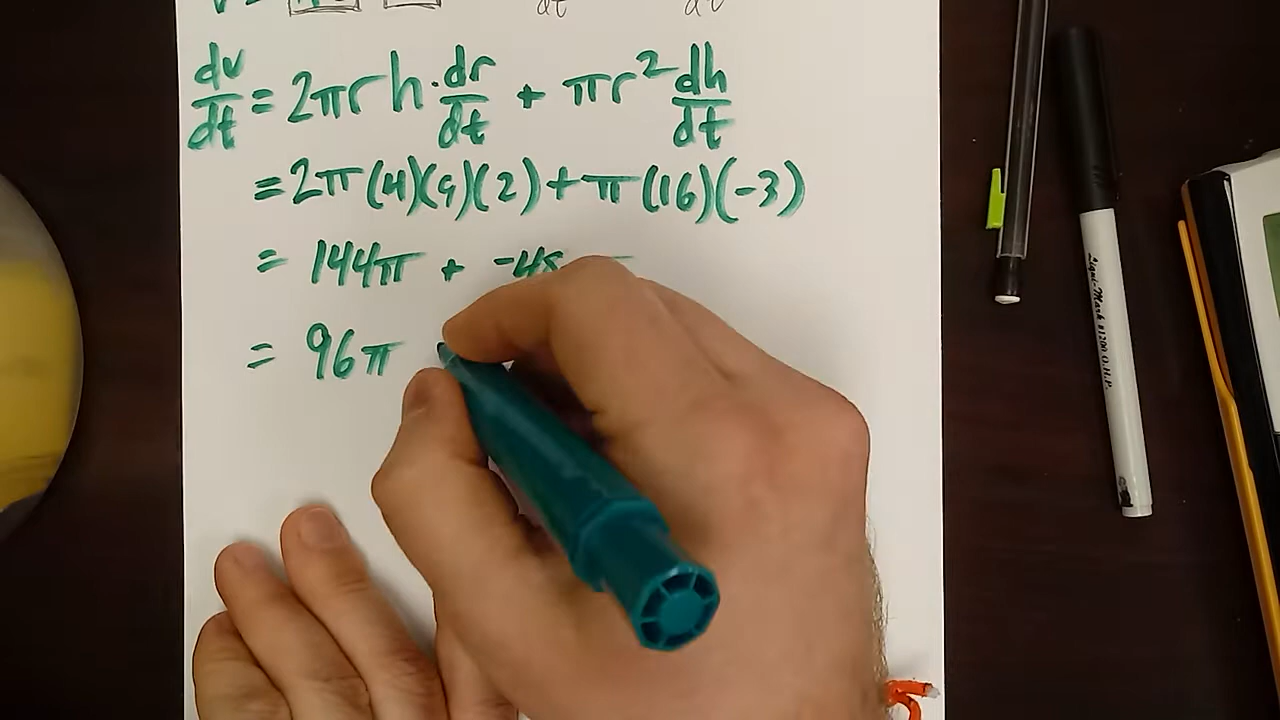 dv/dt = 2πrh·dr/dt + πr² dh/dt
= 2π(4)(9)(2) + π(16)(-3)
= 144π + -48
= 96π